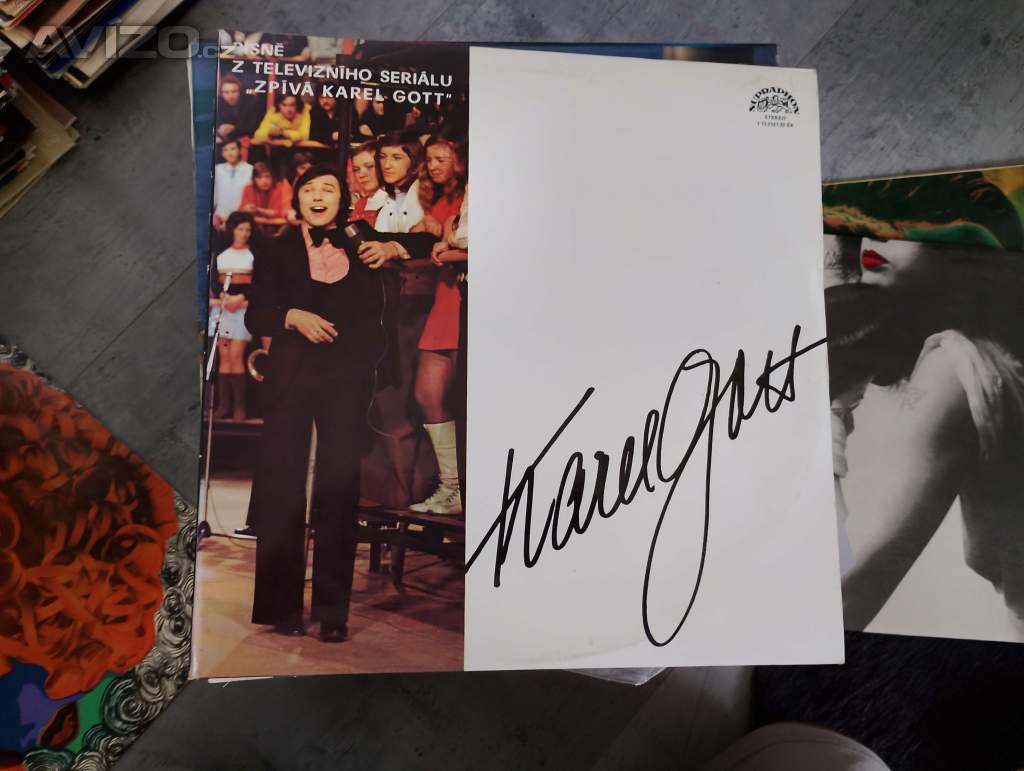 AVIZO.cz
PÍSNĚ
Z TELEVIZNÍHO SERIÁLU
„ZPÍVÁ KAREL GOTT"
SUPRAPHON
STEREO
Karel Gott